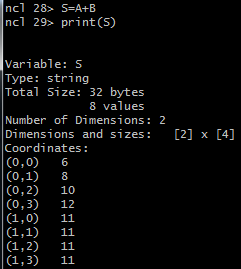 ncl 28> S=A+B
ncl 29> print(S)
Variable: S
Type: string
Total Size: 32 bytes
8 values
Number of Dimensions: 2
Dimensions and sizes: [2] x [4]
Coordinates:
(0,0) 6
(0,1) 8
(0,2) 10
(0,3) 12
(1,0) 11
(1,1) 11
(1,2) 11
(1,3) 11